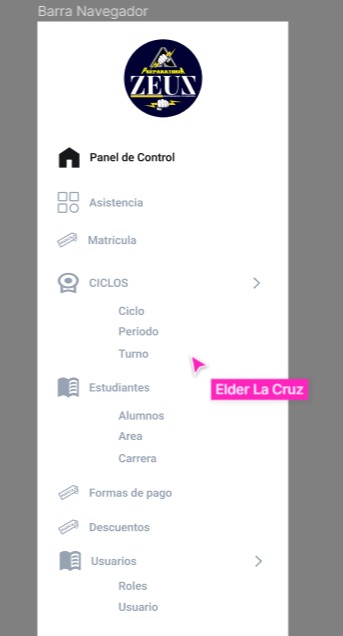 Barra Navegador
PREPARATORIA
ZEUS
Panel de Control
Asistencia
Matricula
CICLOS
Ciclo
Periodo
Turno
Elder La Cruz
Estudiantes
Alumnos
Area
Carrera
Formas de pago
Descuentos
Usuarios
Roles
Usuario